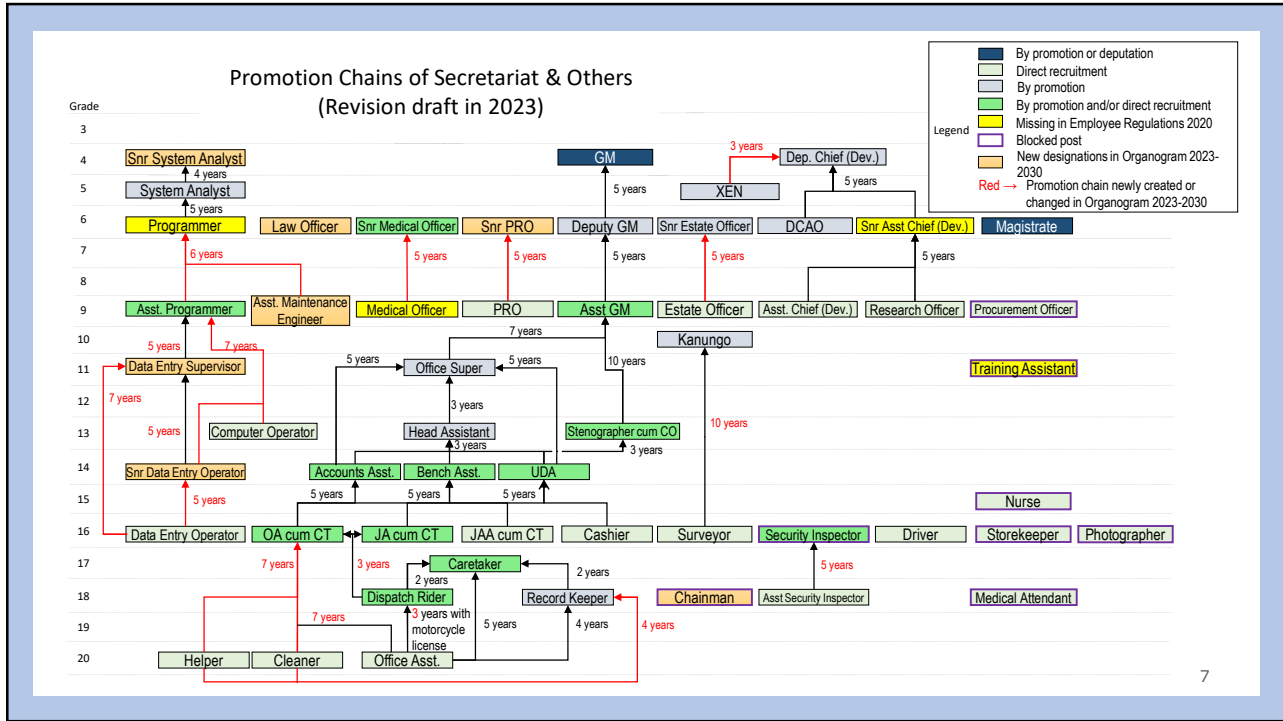 Promotion Chains of Secretariat & Others
(Revision draft in 2023)
Legend
By promotion or deputation
Direct recruitment
By promotion
By promotion and/or direct recruitment
Missing in Employee Regulations 2020
Blocked post
New designations in Organogram 2023-
2030
Red → Promotion chain newly created or
changed in Organogram 2023-2030
Grade
3
4
Snr System Analyst
GM
3 years
Dep. Chief (Dev.)
4 years
5
System Analyst
5 years
XEN
5 years
5 years
6
Programmer
Law Officer
Snr Medical Officer
Snr PRO
Deputy GM
Snr Estate Officer
DCAO
Snr Asst Chief (Dev.)
Magistrate
7
6 years
5 years
5 years
5 years
5 years
5 years
8
9
Asst. Programmer
Asst. Maintenance
Engineer
Medical Officer
PRO
Asst GM
Estate Officer
Asst. Chief (Dev.)
Research Officer
Procurement Officer
7 years
10
5 years
7 years
Kanungo
5 years
5 years
10 years
11
Data Entry Supervisor
Office Super
Training Assistant
7 years
12
3 years
10 years
13
5 years
Computer Operator
Head Assistant
Stenographer cum CO
3 years
3 years
14
Snr Data Entry Operator
Accounts Asst.
Bench Asst.
UDA
15
5 years
5 years
5 years
5 years
Nurse
16
Data Entry Operator
OA cum CT
JA cum CT
JAA cum CT
Cashier
Surveyor
Security Inspector
Driver
Storekeeper
Photographer
17
7 years
3 years
Caretaker
2 years
2 years
5 years
18
Dispatch Rider
Record Keeper
Chainman
Asst Security Inspector
Medical Attendant
7 years
3 years with
motorcycle
license
5 years
4 years
4 years
19
20
Helper
Cleaner
Office Asst.
7